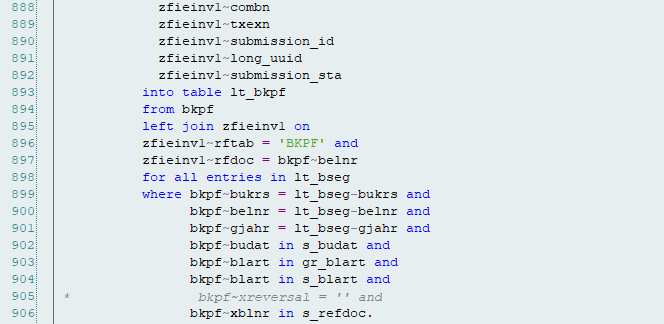 888 zfieinv1~combn
889 zfieinv1~txexn
890 zfieinv1~submission_id
891 zfieinv1~long_uuid
892 zfieinv1~submission_sta
893 into table lt_bkpf
894 from bkpf
895 left join zfieinv1 on
896 zfieinv1~rftab = 'BKPF' and
897 zfieinv1~rfdoc = bkpf~belnr
898 for all entries in lt_bseg
899 where bkpf~bukrs = lt_bseg-bukrs and
900 bkpf~belnr = lt_bseg-belnr and
901 bkpf~gjahr = lt_bseg-gjahr and
902 bkpf~budat in s_budat and
903 bkpf~blart in gr_blart and
904 bkpf~blart in s_blart and
905 * bkpf~xreversal = '' and
906 bkpf~xblnr in s_refdoc.